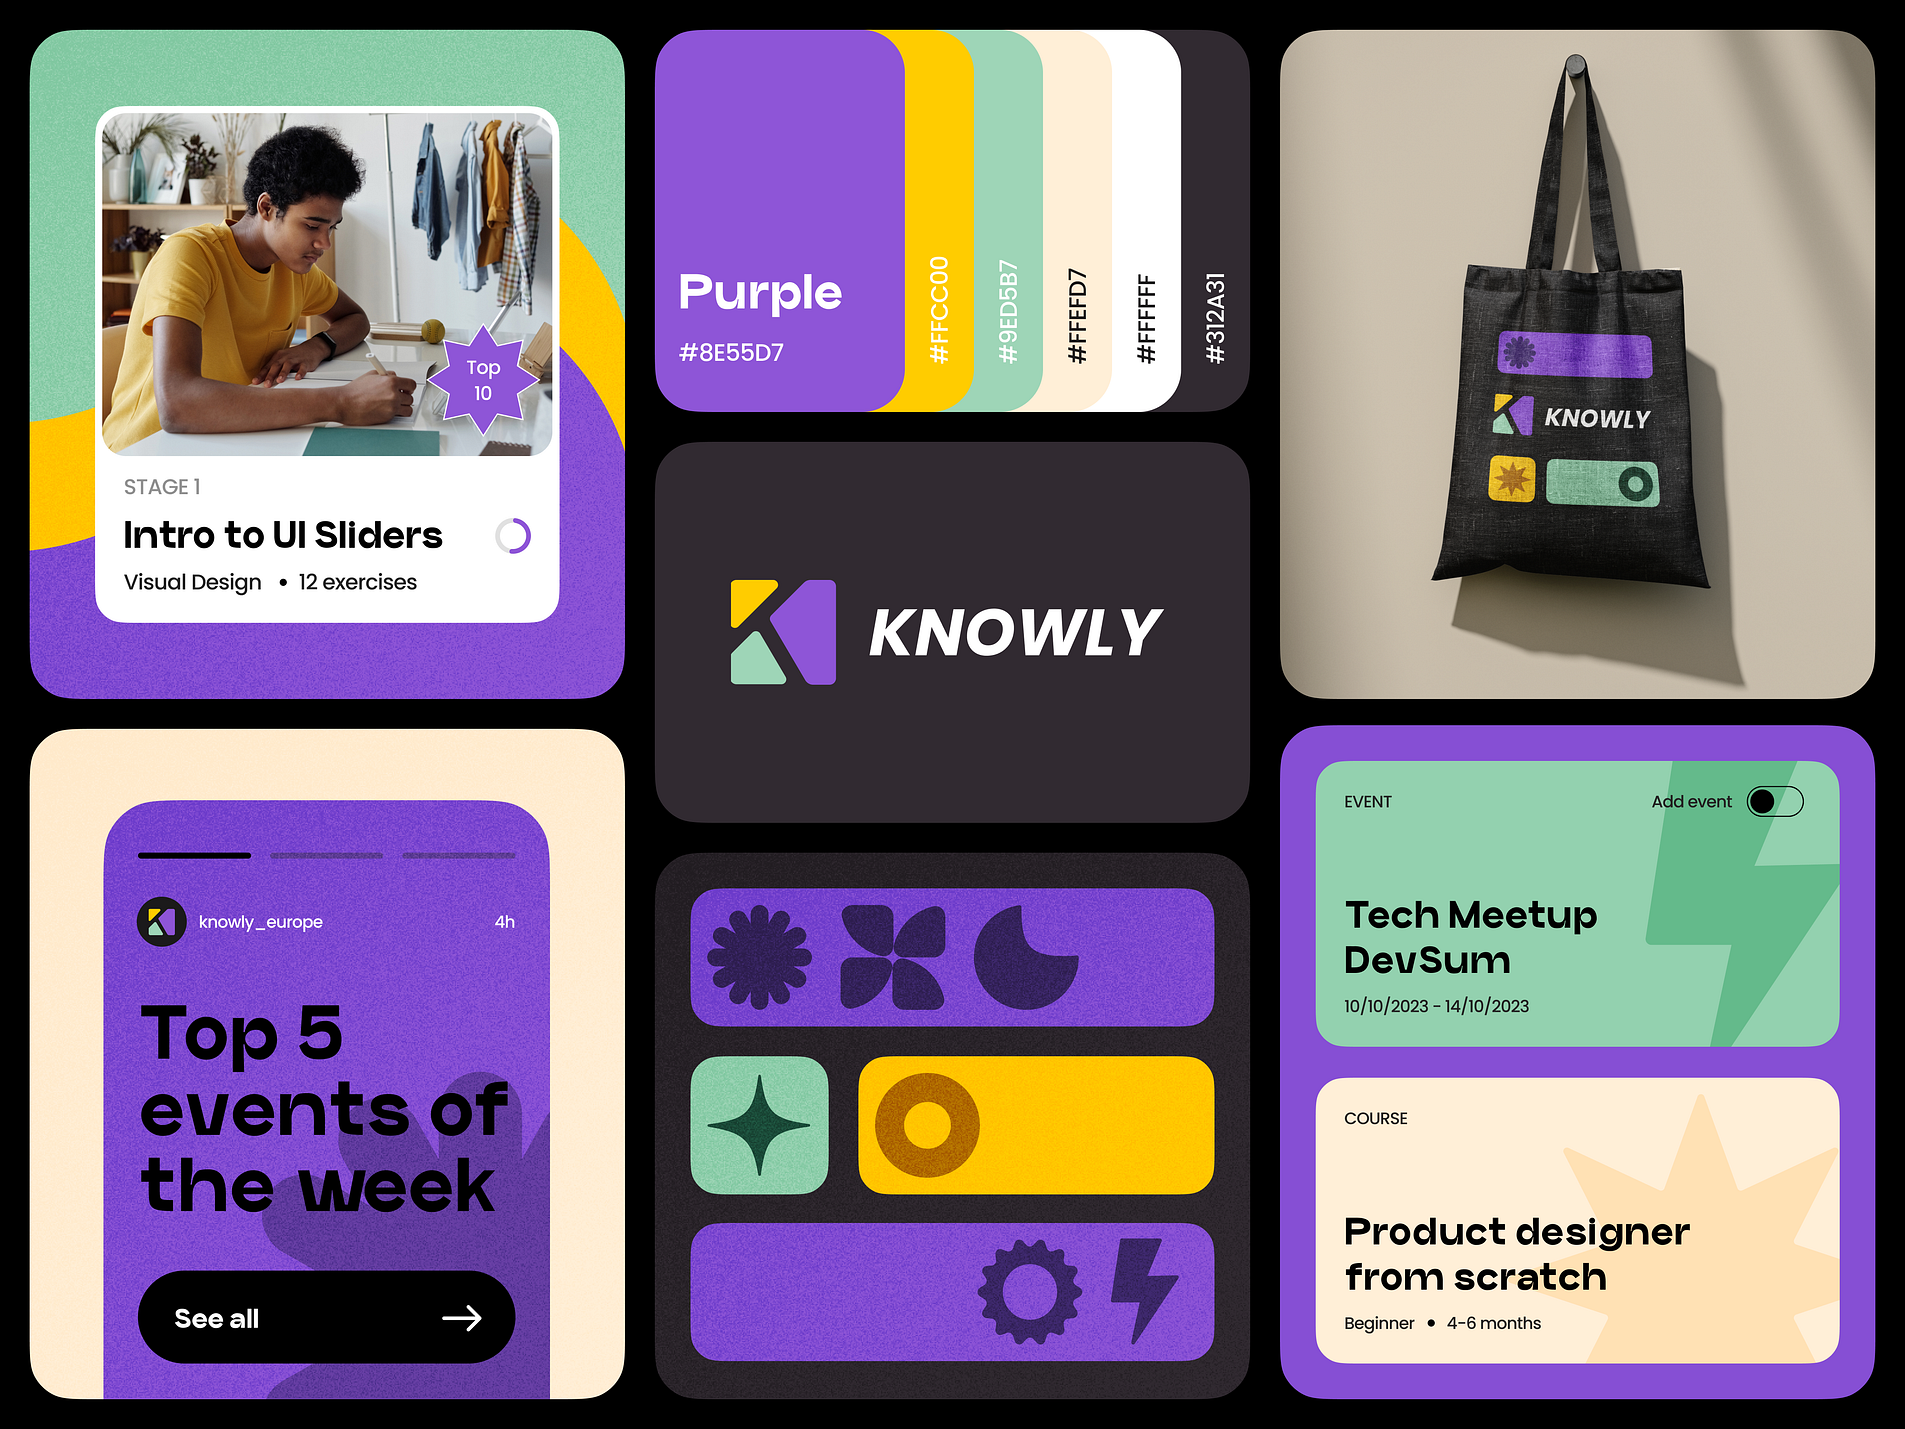 Top
10
STAGE 1
Intro to UI Sliders
Visual Design • 12 exercises
Purple
#8E55D7
#FFCC00
#9ED5B7
#FFEFD7
#FFFFFF
#312A31
KNOWLY
KNOWLY
knowly_europe 4h
Top 5
events of
the week
See all
EVENT Add event
Tech Meetup
DevSum
10/10/2023 - 14/10/2023
COURSE
Product designer
from scratch
Beginner • 4-6 months